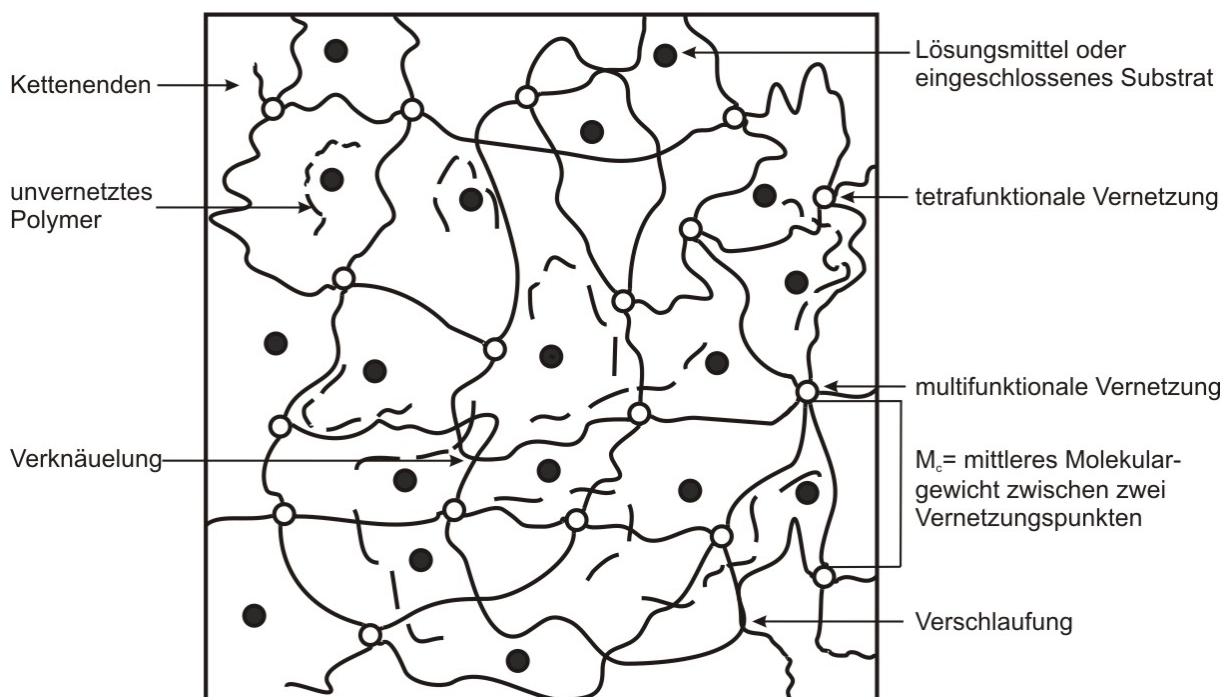 Kettenenden
unvernetztes
Polymer
Verknäuelung
Lösungsmittel oder
eingeschlossenes Substrat
tetrafunktionale Vernetzung
multifunktionale Vernetzung
Mc= mittleres Molekular-
gewicht zwischen zwei
Vernetzungspunkten
Verschlaufung